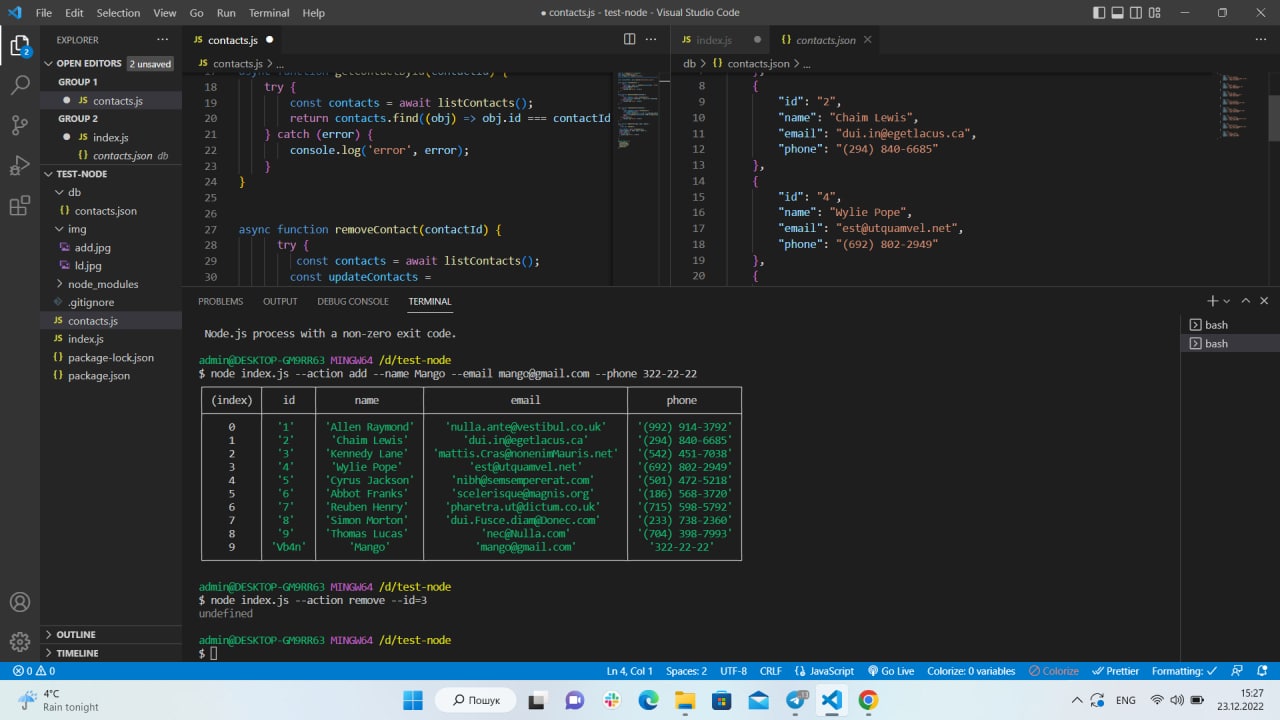 File Edit Selection View Go Run Terminal Help
● contacts.js - test-node - Visual Studio Code
2
EXPLORER
OPEN EDITORS 2 unsaved
GROUP 1
JS contacts.js
GROUP 2
JS index.js
{} contacts.json db
TEST-NODE
db
{} contacts.json
img
add.jpg
ld.jpg
node_modules
.gitignore
JS contacts.js
JS index.js
{} package-lock.json
{} package.json
OUTLINE
TIMELINE
JS contacts.js
JS contacts.js > ...
async function getContactById(contactId) {
18 try {
19 const contacts = await listContacts();
20 return contacts.find((obj) => obj.id === contactId
21 } catch (error) {
22 console.log('error', error);
23 }
24 }
25
26
27 async function removeContact(contactId) {
28 try {
29 const contacts = await listContacts();
30 const updateContacts =
JS index.js
{} contacts.json
db > {} contacts.json > ...
},
8 {
9 "id": "2",
10 "name": "Chaim Lewis",
11 "email": "dui.in@egetlacus.ca",
12 "phone": "(294) 840-6685"
13 },
14 {
15 "id": "4",
16 "name": "Wylie Pope",
17 "email": "est@utquamvel.net",
18 "phone": "(692) 802-2949"
19 },
20 {
PROBLEMS OUTPUT DEBUG CONSOLE TERMINAL
bash
bash
Node.js process with a non-zero exit code.
admin@DESKTOP-GM9RR63 MINGW64 /d/test-node
$ node index.js --action add --name Mango --email mango@gmail.com --phone 322-22-22
(index) id name email phone
0 '1' 'Allen Raymond' 'nulla.ante@vestibul.co.uk' '(992) 914-3792'
1 '2' 'Chaim Lewis' 'dui.in@egetlacus.ca' '(294) 840-6685'
2 '3' 'Kennedy Lane' 'mattis.Cras@nonenimMauris.net' '(542) 451-7038'
3 '4' 'Wylie Pope' 'est@utquamvel.net' '(692) 802-2949'
4 '5' 'Cyrus Jackson' 'nibh@semsempererat.com' '(501) 472-5218'
5 '6' 'Abbot Franks' 'scelerisque@magnis.org' '(186) 568-3720'
6 '7' 'Reuben Henry' 'pharetra.ut@dictum.co.uk' '(715) 598-5792'
7 '8' 'Simon Morton' 'dui.Fusce.diam@Donec.com' '(233) 738-2360'
8 '9' 'Thomas Lucas' 'nec@Nulla.com' '(704) 398-7993'
9 'Vb4n' 'Mango' 'mango@gmail.com' '322-22-22'
admin@DESKTOP-GM9RR63 MINGW64 /d/test-node
$ node index.js --action remove --id=3
undefined
admin@DESKTOP-GM9RR63 MINGW64 /d/test-node
$
0 0 Ln 4, Col 1 Spaces: 2 UTF-8 CRLF {} JavaScript Go Live Colorize: 0 variables Colorize Prettier Formatting: ✓
4°C
Rain tonight
Пошук
ENG
15:27
23.12.2022